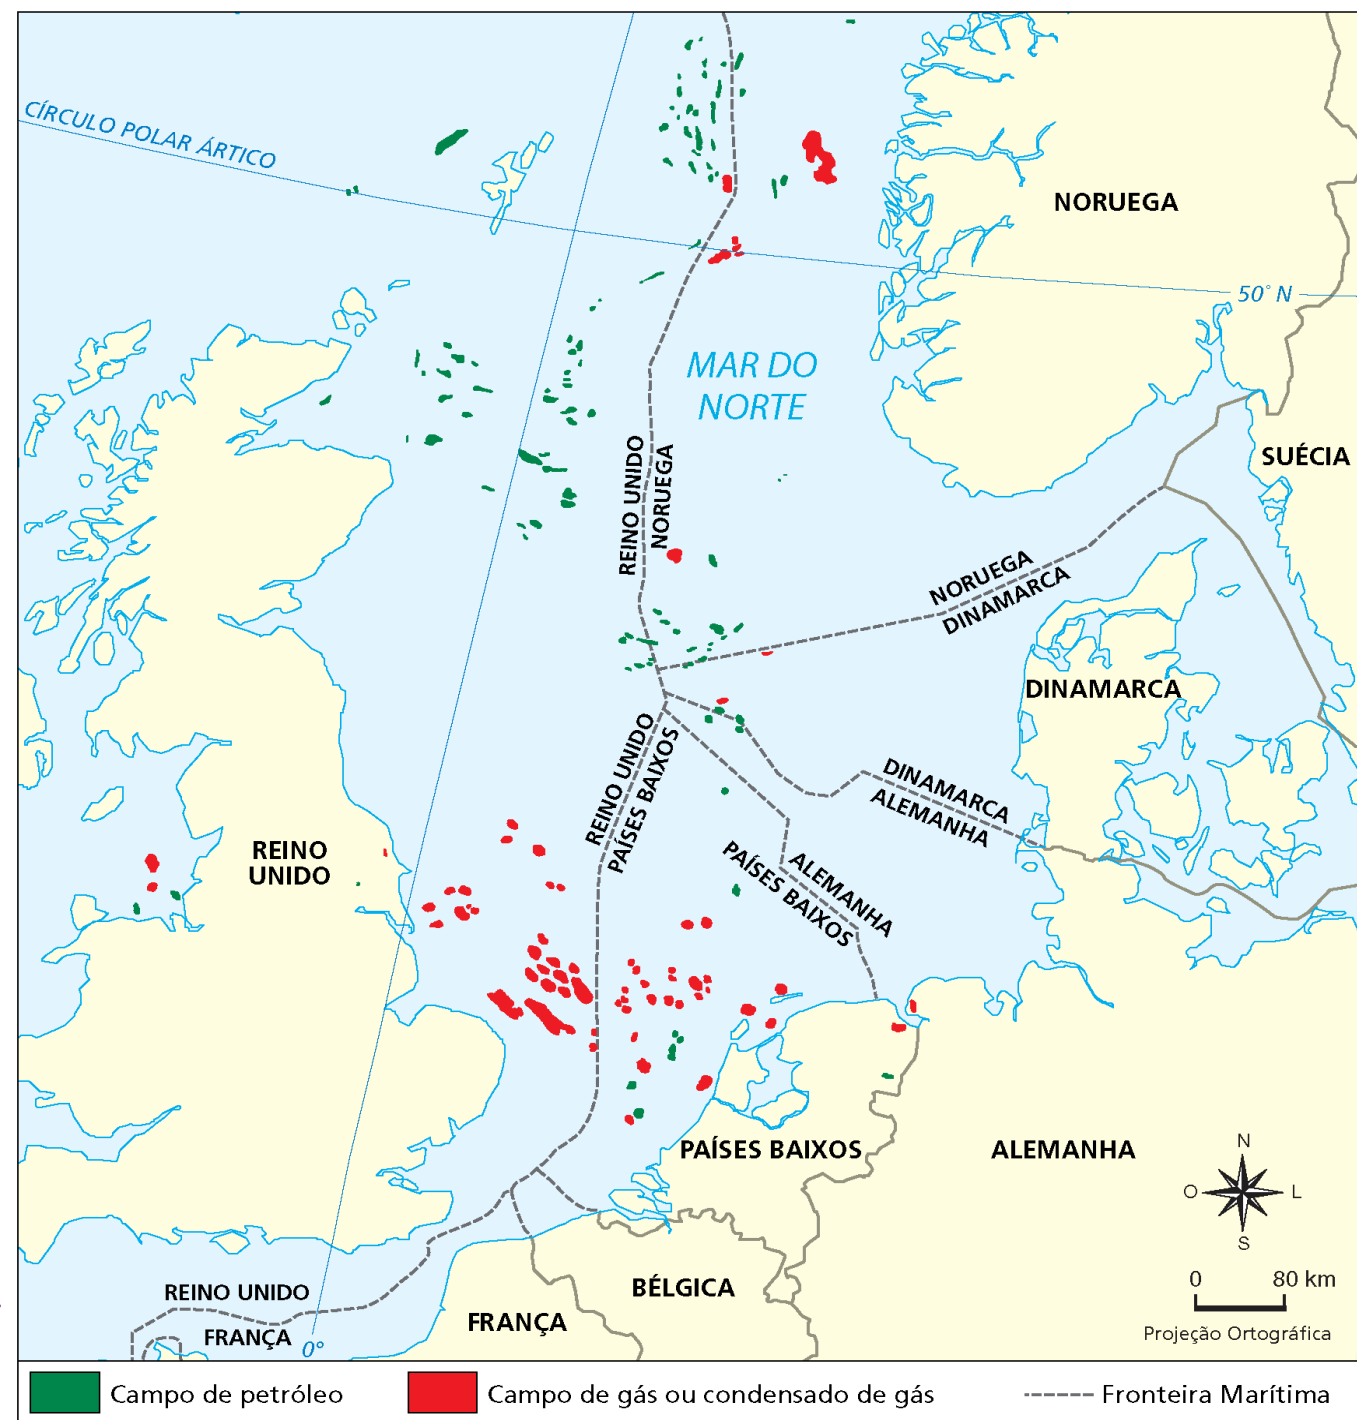 CÍRCULO POLAR ÁRTICO
NORUEGA
50° N
MAR DO
NORTE
SUÉCIA
REINO UNIDO
NORUEGA
NORUEGA
DINAMARCA
DINAMARCA
REINO UNIDO
PAÍSES BAIXOS
DINAMARCA
ALEMANHA
REINO
UNIDO
ALEMANHA
PAÍSES BAIXOS
PAÍSES BAIXOS
ALEMANHA
N
O
L
S
BÉLGICA
0
80 km
REINO UNIDO
FRANÇA
FRANÇA
0°
Projeção Ortográfica
Campo de petróleo
Campo de gás ou condensado de gás
Fronteira Marítima